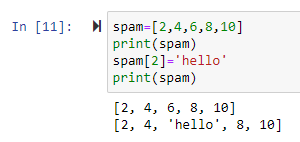 In [11]:
spam=[2,4,6,8,10]
print(spam)
spam[2]='hello'
print(spam)
[2, 4, 6, 8, 10]
[2, 4, 'hello', 8, 10]